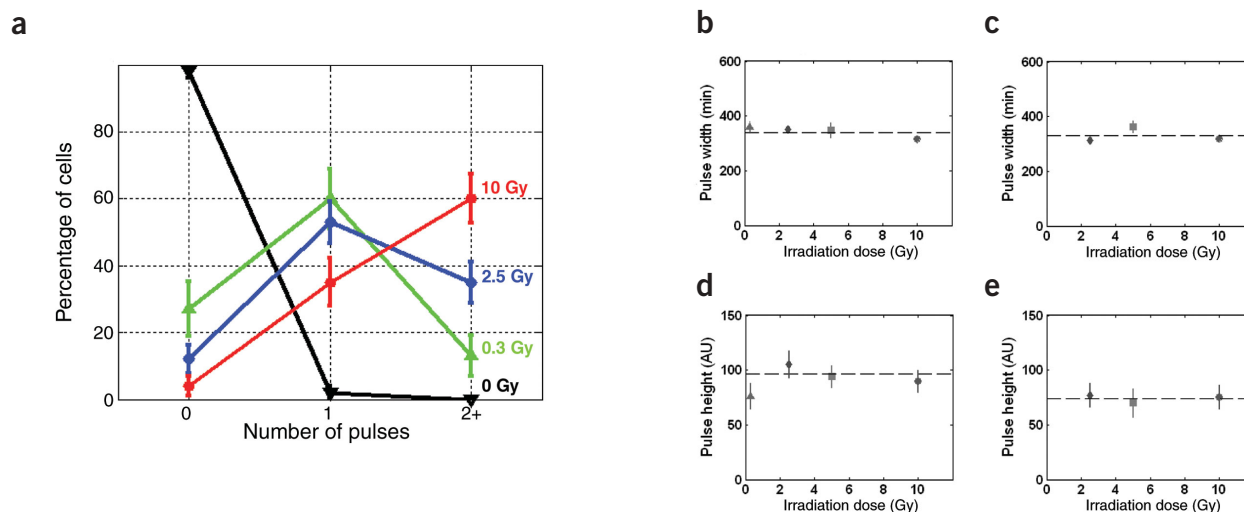 a
Percentage of cells
80
60
40
20
0
0 1 2+
Number of pulses
10 Gy
2.5 Gy
0.3 Gy
0 Gy
b
Pulse width (min)
600
400
200
0
0 2 4 6 8 10
Irradiation dose (Gy)
c
Pulse width (min)
600
400
200
0
0 2 4 6 8 10
Irradiation dose (Gy)
d
Pulse height (AU)
150
100
50
0
0 2 4 6 8 10
Irradiation dose (Gy)
e
Pulse height (AU)
150
100
50
0
0 2 4 6 8 10
Irradiation dose (Gy)